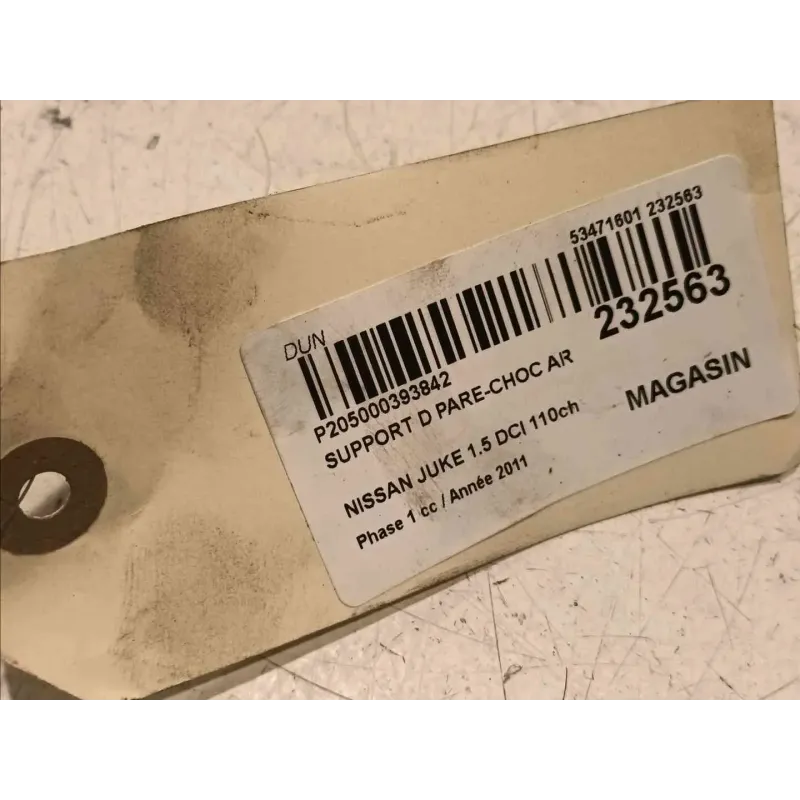 53471601 232563
DUN
232563
P205000393842
SUPPORT D PARE-CHOC AR
MAGASIN
NISSAN JUKE 1.5 DCI 110ch
Phase 1 cc / Année 2011